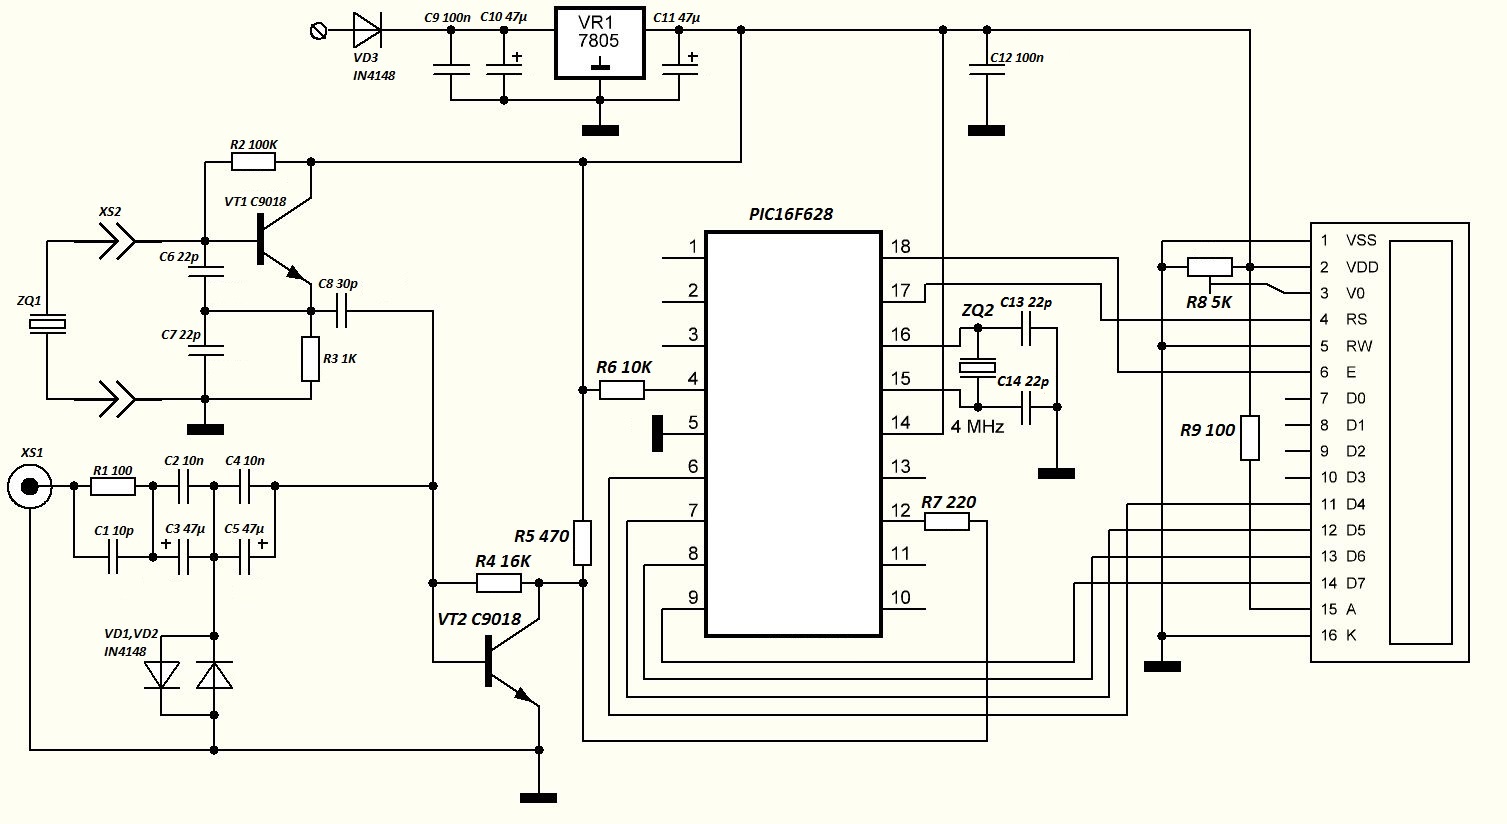 C9 100n
C10 47µ
VR1
7805
C11 47µ
VD3
IN4148
+
+
C12 100n
R2 100K
VT1 C9018
XS2
C6 22p
C8 30p
ZQ1
C7 22p
R3 1K
PIC16F628
1
2
3
4
5
6
7
8
9
18
17
16
15
14
13
12
11
10
R6 10K
ZQ2
C13 22p
C14 22p
4 MHz
R7 220
R5 470
R4 16K
VT2 C9018
XS1
R1 100
C2 10n
C4 10n
C1 10p
C3 47µ
C5 47µ
+
+
VD1,VD2
IN4148
R8 5K
R9 100
1 VSS
2 VDD
3 V0
4 RS
5 RW
6 E
7 D0
8 D1
9 D2
10 D3
11 D4
12 D5
13 D6
14 D7
15 A
16 K